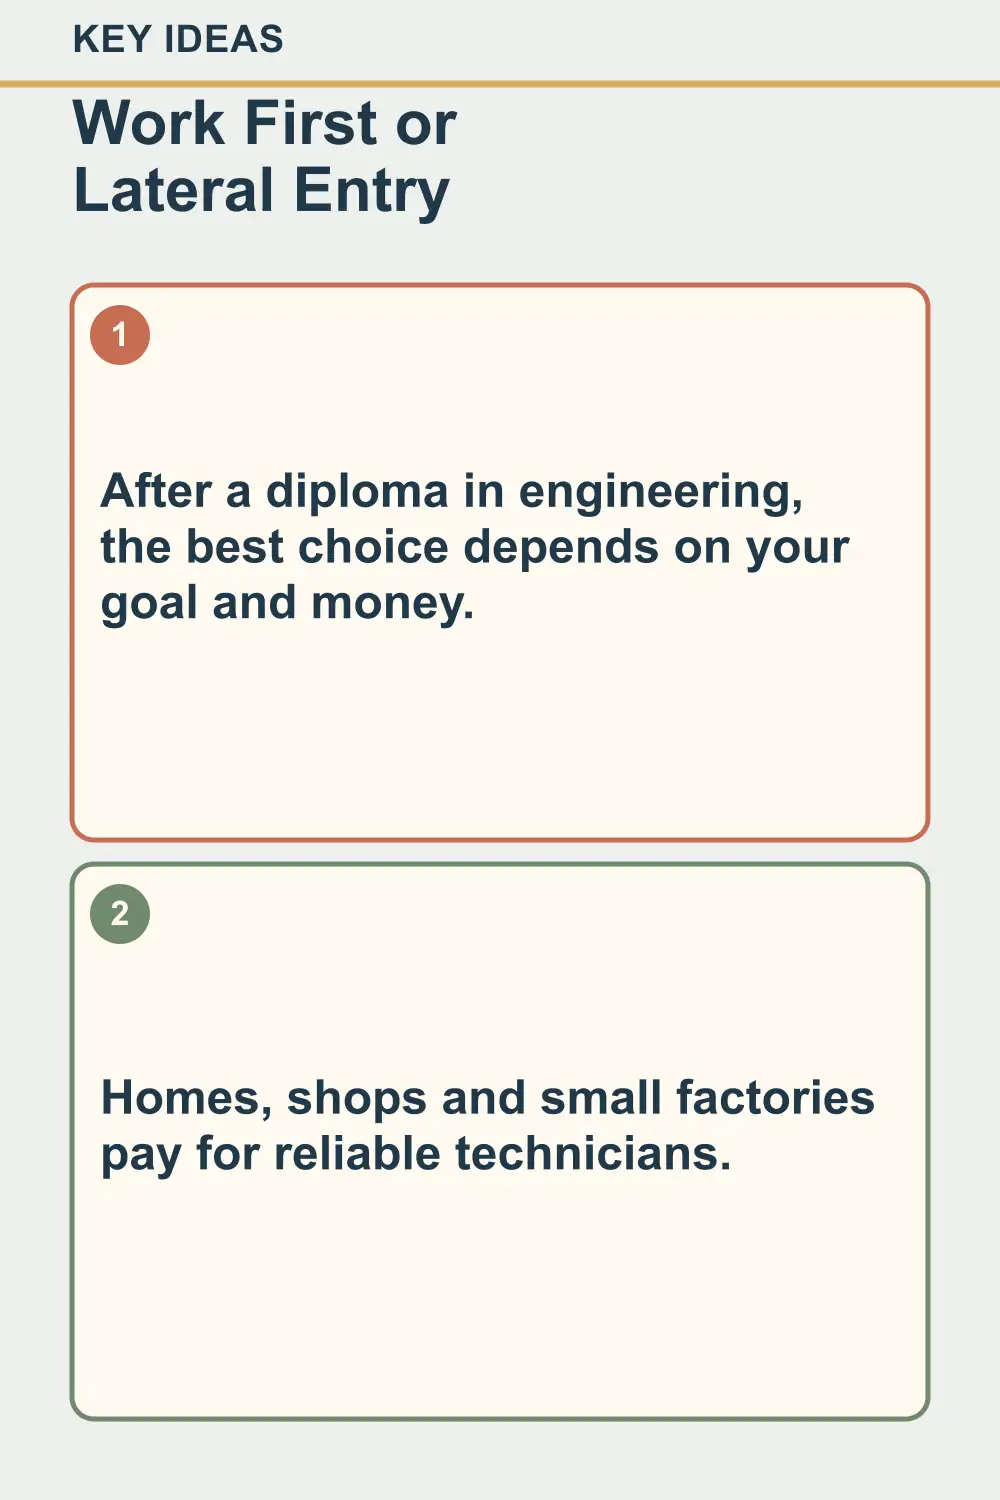 KEY IDEAS
Work First or
Lateral Entry
1
After a diploma in engineering,
the best choice depends on your
goal and money.
2
Homes, shops and small factories
pay for reliable technicians.